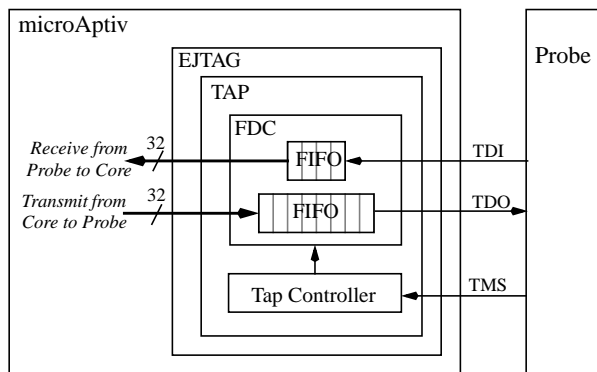 microAptiv
EJTAG
Probe
TAP
FDC
Receive from
Probe to Core
32
FIFO
TDI
Transmit from
Core to Probe
32
FIFO
TDO
Tap Controller
TMS